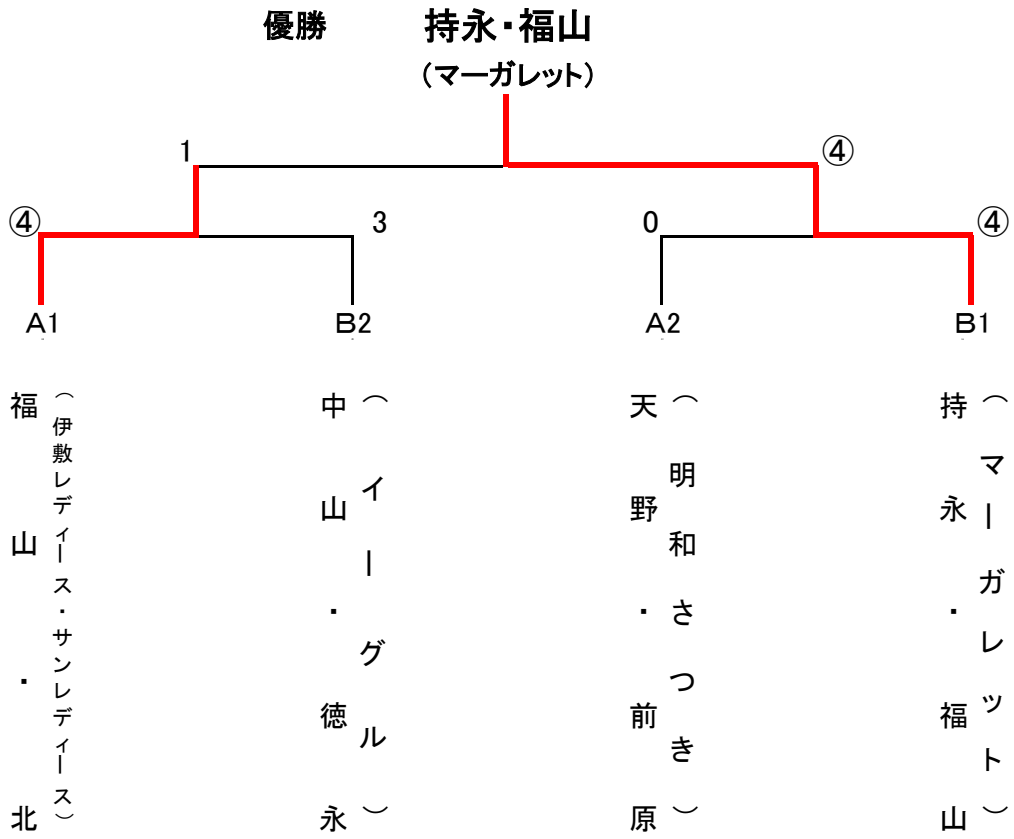 優勝 持永・福山
（マーガレット）
1 ④
④ 3 0 ④
A1 B2 A2 B1
福山・北
（伊敷レディース・サンレディース）
中山・徳永
（イーグル）
天野・前原
（明和さつき）
持永・福山
（マーガレット）